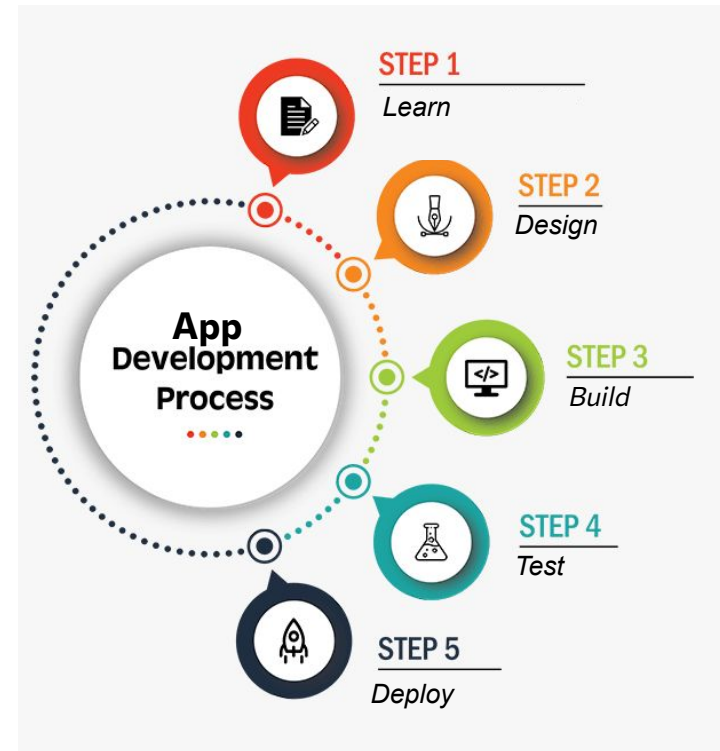 STEP 1
Learn
STEP 2
Design
App
Development
Process
STEP 3
</>
Build
STEP 4
Test
STEP 5
Deploy